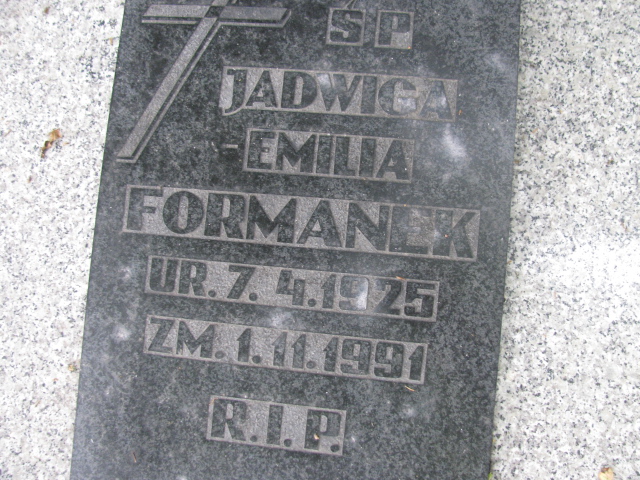 ŚP
JADWIGA
-EMILIA
FORMANEK
UR. 7. 4. 1925
ZM. 1. 11. 1991
R.I.P.